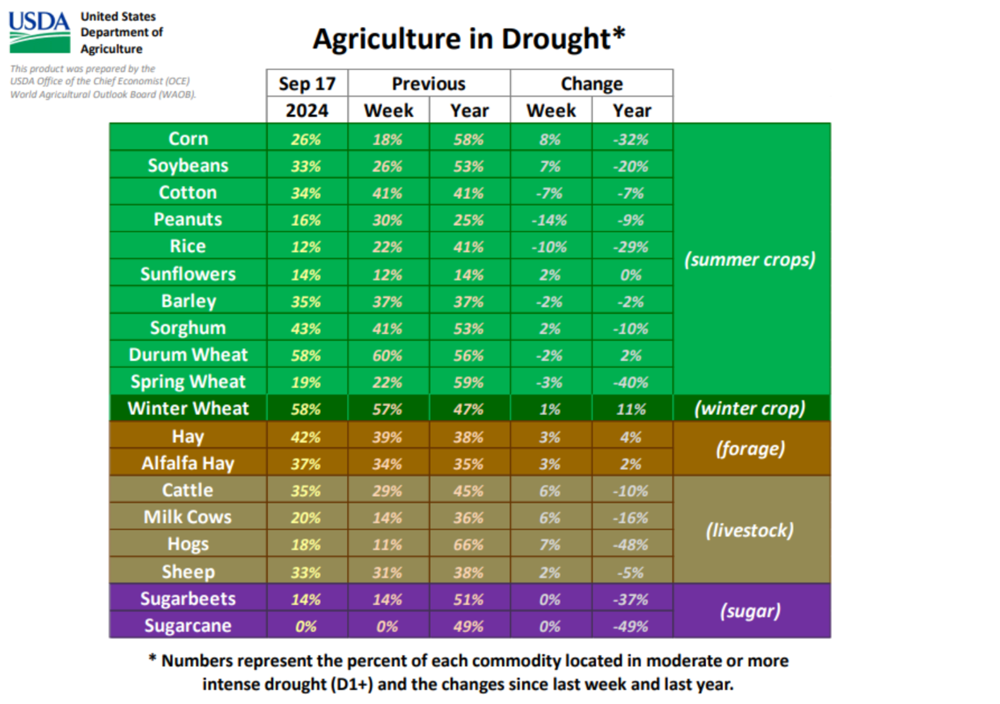 USDA
United States
Department of
Agriculture
This product was prepared by the
USDA Office of the Chief Economist (OCE)
World Agricultural Outlook Board (WAOB).
Agriculture in Drought*
Sep 17 Previous Change
2024 Week Year Week Year
Corn 26% 18% 58% 8% -32%
Soybeans 33% 26% 53% 7% -20%
Cotton 34% 41% 41% -7% -7%
Peanuts 16% 30% 25% -14% -9%
Rice 12% 22% 41% -10% -29%
(summer crops)
Sunflowers 14% 12% 14% 2% 0%
Barley 35% 37% 37% -2% -2%
Sorghum 43% 41% 53% 2% -10%
Durum Wheat 58% 60% 56% -2% 2%
Spring Wheat 19% 22% 59% -3% -40%
Winter Wheat 58% 57% 47% 1% 11% (winter crop)
Hay 42% 39% 38% 3% 4%
(forage)
Alfalfa Hay 37% 34% 35% 3% 2%
Cattle 35% 29% 45% 6% -10%
Milk Cows 20% 14% 36% 6% -16%
(livestock)
Hogs 18% 11% 66% 7% -48%
Sheep 33% 31% 38% 2% -5%
Sugarbeets 14% 14% 51% 0% -37%
(sugar)
Sugarcane 0% 0% 49% 0% -49%
* Numbers represent the percent of each commodity located in moderate or more
intense drought (D1+) and the changes since last week and last year.